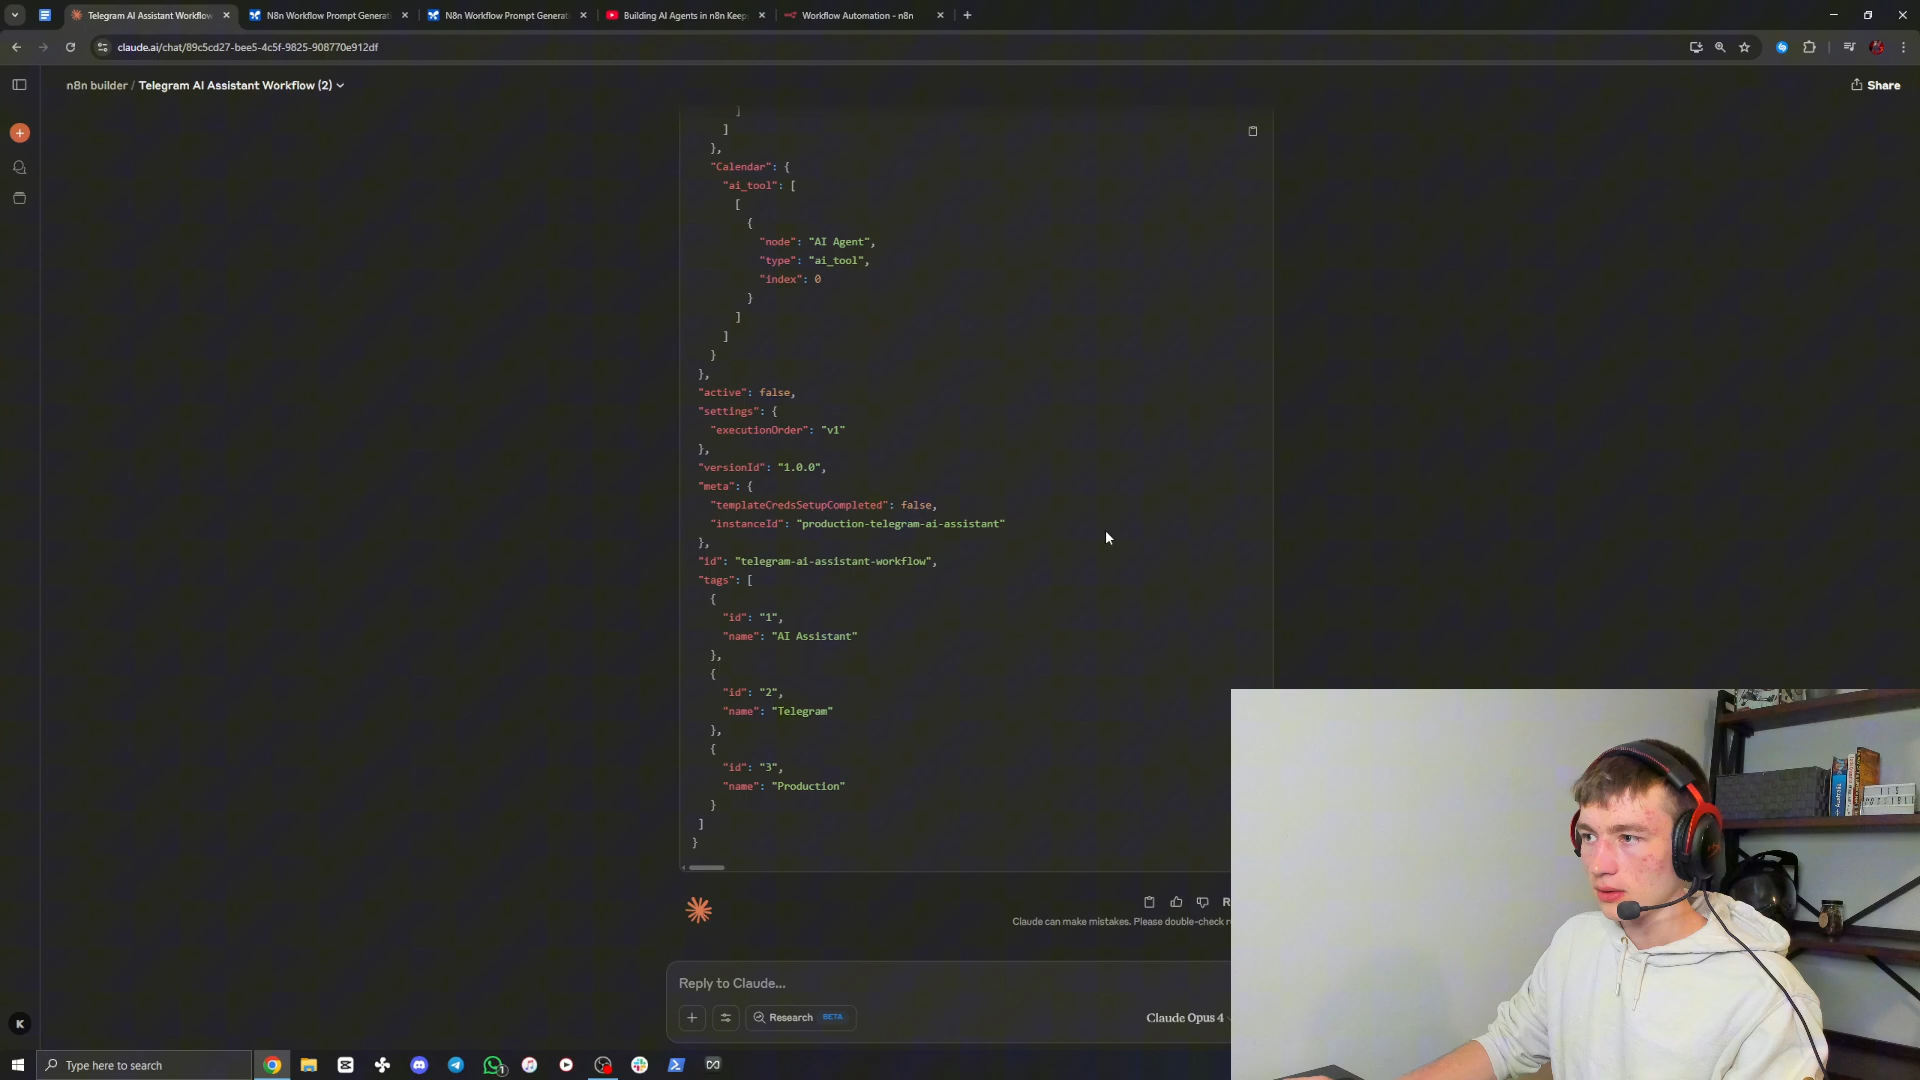 Telegram AI Assistant Workflow
N8n Workflow Prompt Generat
N8n Workflow Prompt Generat
Building AI Agents in n8n Keep
Workflow Automation - n8n
claude.ai/chat/89c5cd27-bee5-4c5f-9825-908770e912df
n8n builder / Telegram AI Assistant Workflow (2)
Share
]
]
},
"Calendar": {
"ai_tool": [
[
{
"node": "AI Agent",
"type": "ai_tool",
"index": 0
}
]
]
}
},
"active": false,
"settings": {
"executionOrder": "v1"
},
"versionId": "1.0.0",
"meta": {
"templateCredsSetupCompleted": false,
"instanceId": "production-telegram-ai-assistant"
},
"id": "telegram-ai-assistant-workflow",
"tags": [
{
"id": "1",
"name": "AI Assistant"
},
{
"id": "2",
"name": "Telegram"
},
{
"id": "3",
"name": "Production"
}
]
}
R
Claude can make mistakes. Please double-check r
Reply to Claude...
Research BETA
Claude Opus 4
K
Type here to search
1